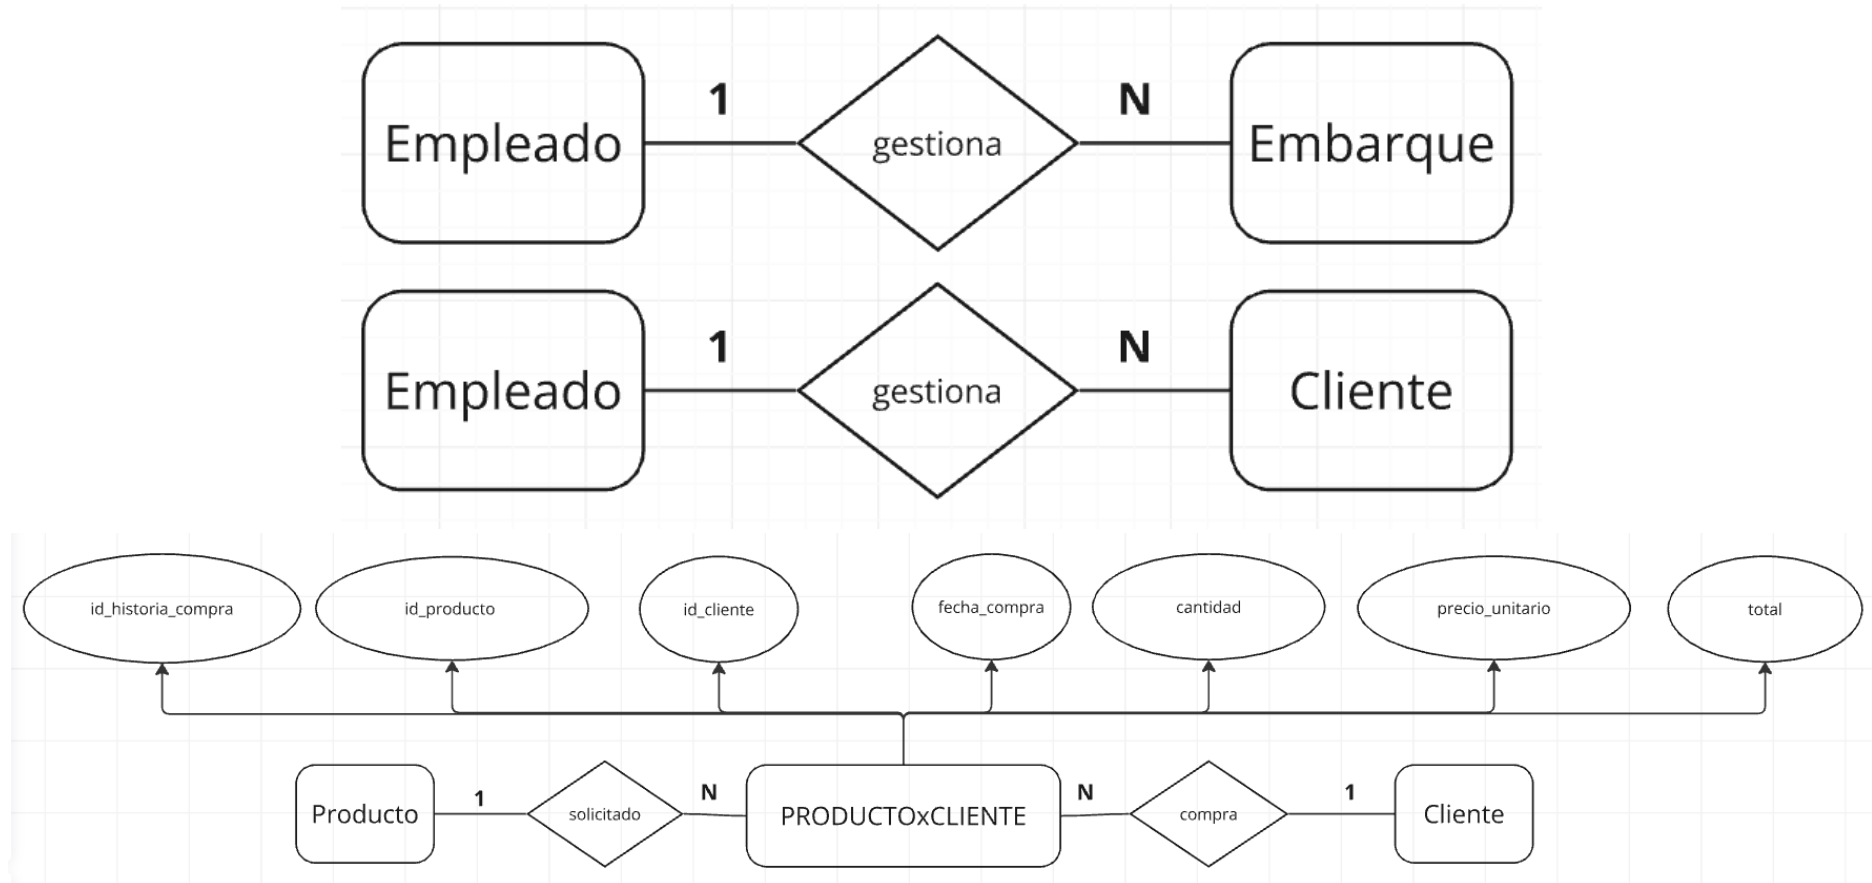 Empleado
1
gestiona
N
Embarque
Empleado
1
gestiona
N
Cliente
id_historia_compra
id_producto
id_cliente
fecha_compra
cantidad
precio_unitario
total
Producto
1
solicitado
N
PRODUCTOxCLIENTE
N
compra
1
Cliente